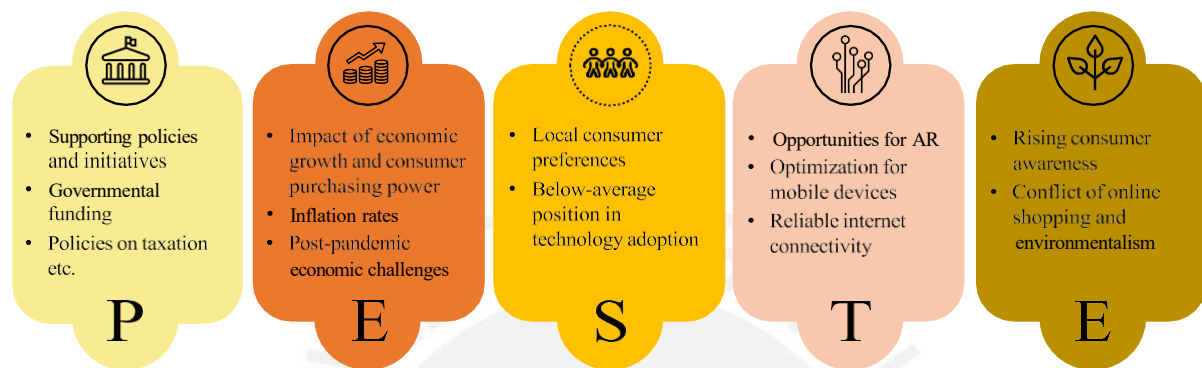 • Supporting policies
and initiatives
• Governmental
funding
• Policies on taxation
etc.
P
• Impact of economic
growth and consumer
purchasing power
• Inflation rates
• Post-pandemic
economic challenges
E
• Local consumer
preferences
• Below-average
position in
technology adoption
S
• Opportunities for AR
• Optimization for
mobile devices
• Reliable internet
connectivity
T
• Rising consumer
awareness
• Conflict of online
shopping and
environmentalism
E